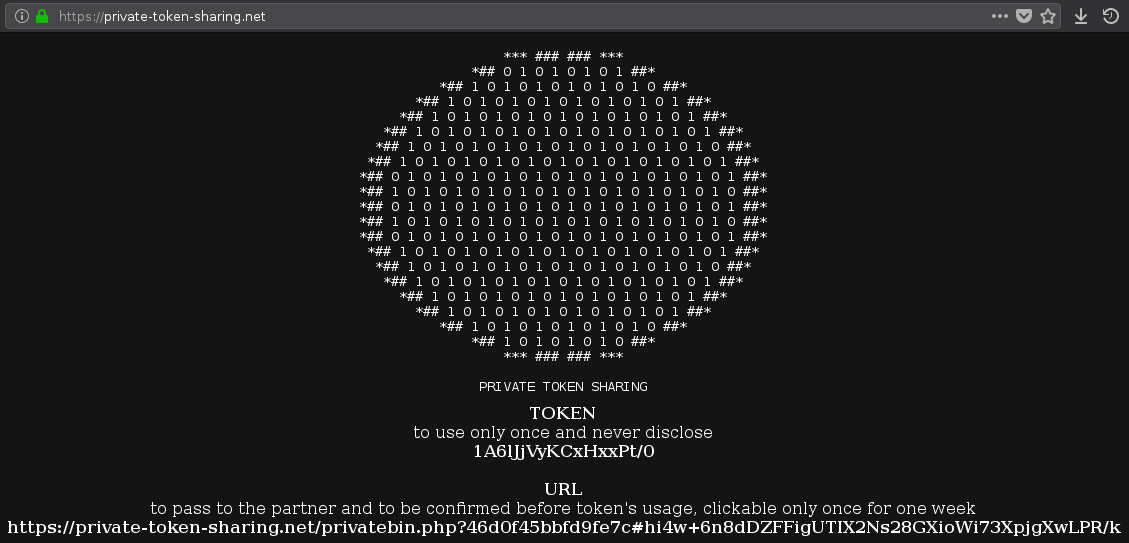 https://private-token-sharing.net
*** ### ### ***
*## 0 1 0 1 0 1 0 1 ##*
*## 1 0 1 0 1 0 1 0 1 0 1 0 ##*
*## 1 0 1 0 1 0 1 0 1 0 1 0 1 0 1 ##*
*## 1 0 1 0 1 0 1 0 1 0 1 0 1 0 1 0 1 ##*
*## 1 0 1 0 1 0 1 0 1 0 1 0 1 0 1 0 1 0 1 ##*
*## 1 0 1 0 1 0 1 0 1 0 1 0 1 0 1 0 1 0 1 0 ##*
*## 1 0 1 0 1 0 1 0 1 0 1 0 1 0 1 0 1 0 1 0 1 ##*
*## 0 1 0 1 0 1 0 1 0 1 0 1 0 1 0 1 0 1 0 1 0 1 ##*
*## 1 0 1 0 1 0 1 0 1 0 1 0 1 0 1 0 1 0 1 0 1 0 ##*
*## 0 1 0 1 0 1 0 1 0 1 0 1 0 1 0 1 0 1 0 1 0 1 ##*
*## 1 0 1 0 1 0 1 0 1 0 1 0 1 0 1 0 1 0 1 0 1 0 ##*
*## 0 1 0 1 0 1 0 1 0 1 0 1 0 1 0 1 0 1 0 1 0 1 ##*
*## 1 0 1 0 1 0 1 0 1 0 1 0 1 0 1 0 1 0 1 0 1 ##*
*## 1 0 1 0 1 0 1 0 1 0 1 0 1 0 1 0 1 0 1 0 ##*
*## 1 0 1 0 1 0 1 0 1 0 1 0 1 0 1 0 1 0 1 ##*
*## 1 0 1 0 1 0 1 0 1 0 1 0 1 0 1 0 1 ##*
*## 1 0 1 0 1 0 1 0 1 0 1 0 1 0 1 ##*
*## 1 0 1 0 1 0 1 0 1 0 1 0 ##*
*## 1 0 1 0 1 0 1 0 ##*
*** ### ### ***
PRIVATE TOKEN SHARING
TOKEN
to use only once and never disclose
1A6lJjVyKCxHxxPt/0
URL
to pass to the partner and to be confirmed before token's usage, clickable only once for one week
https://private-token-sharing.net/privatebin.php?46d0f45bbfd9fe7c#hi4w+6n8dDZFFigUTIX2Ns28GXioWi73XpjgXwLPR/k